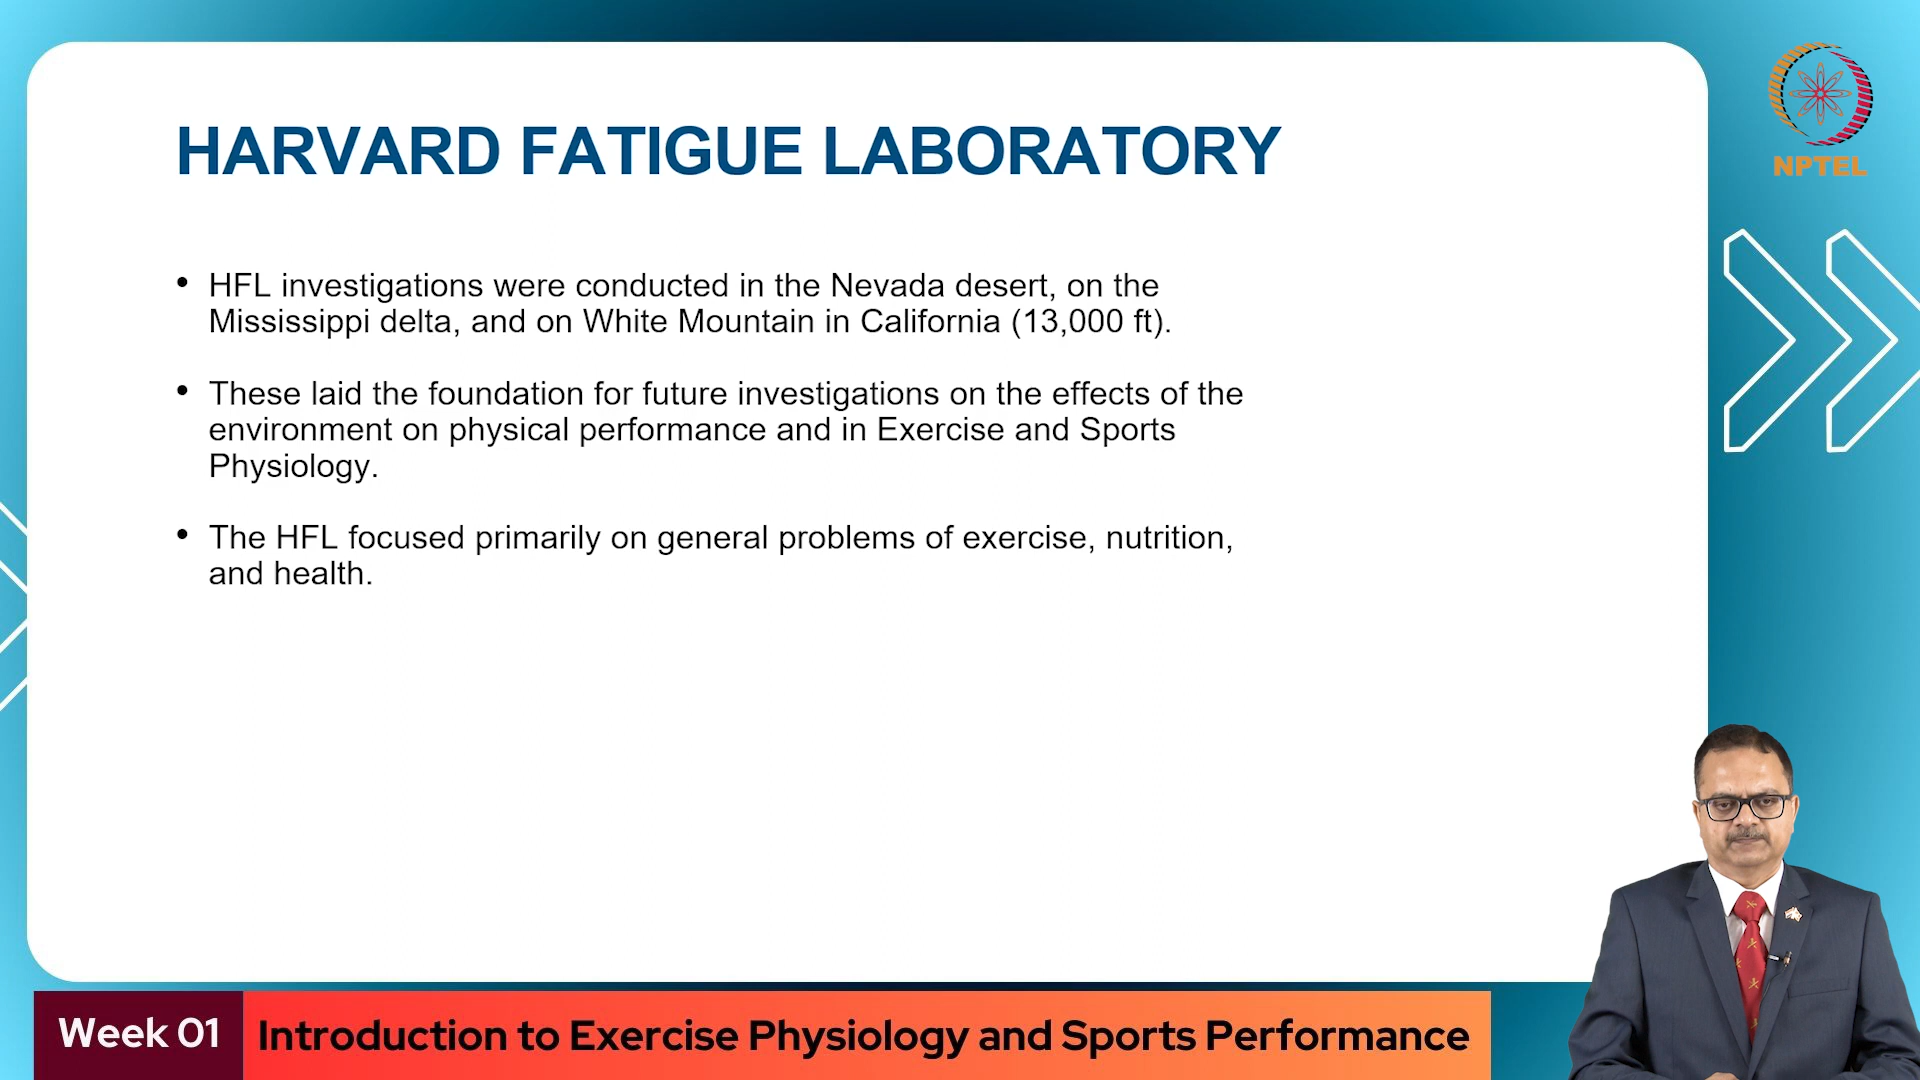 HARVARD FATIGUE LABORATORY
• HFL investigations were conducted in the Nevada desert, on the
Mississippi delta, and on White Mountain in California (13,000 ft).
• These laid the foundation for future investigations on the effects of the
environment on physical performance and in Exercise and Sports
Physiology.
• The HFL focused primarily on general problems of exercise, nutrition,
and health.
NPTEL
Week 01
Introduction to Exercise Physiology and Sports Performance